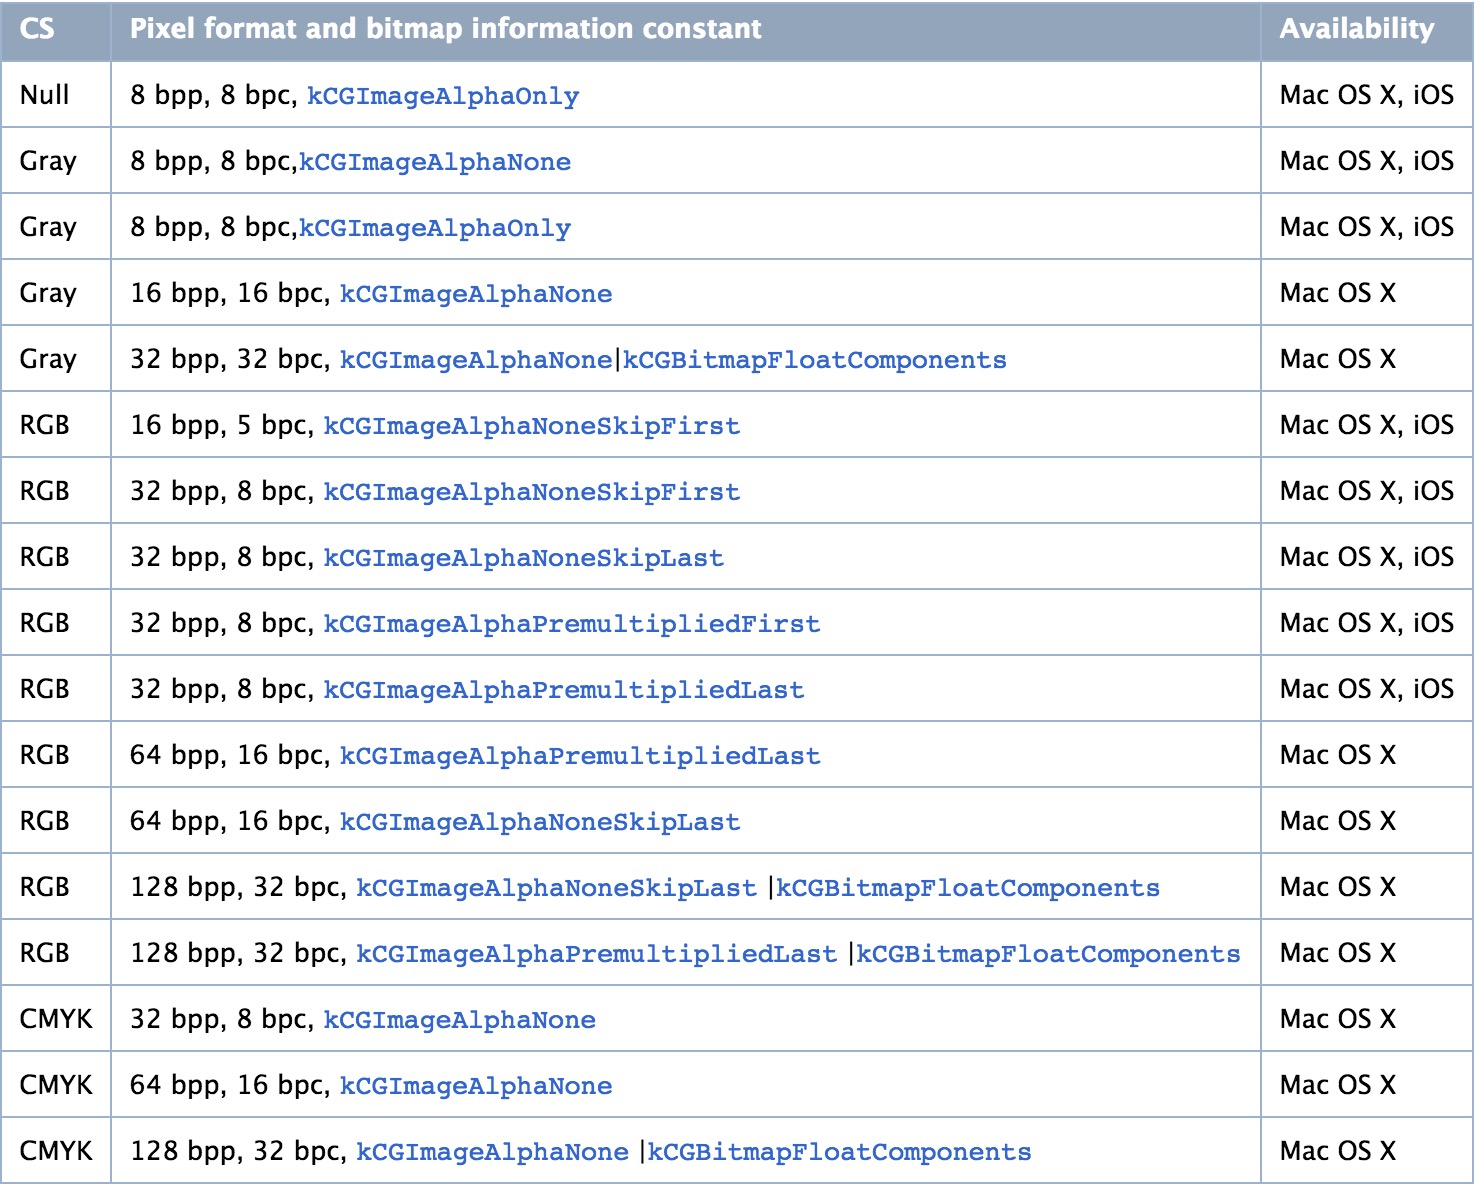 CS Pixel format and bitmap information constant Availability
Null 8 bpp, 8 bpc, kCGImageAlphaOnly Mac OS X, iOS
Gray 8 bpp, 8 bpc,kCGImageAlphaNone Mac OS X, iOS
Gray 8 bpp, 8 bpc,kCGImageAlphaOnly Mac OS X, iOS
Gray 16 bpp, 16 bpc, kCGImageAlphaNone Mac OS X
Gray 32 bpp, 32 bpc, kCGImageAlphaNone|kCGBitmapFloatComponents Mac OS X
RGB 16 bpp, 5 bpc, kCGImageAlphaNoneSkipFirst Mac OS X, iOS
RGB 32 bpp, 8 bpc, kCGImageAlphaNoneSkipFirst Mac OS X, iOS
RGB 32 bpp, 8 bpc, kCGImageAlphaNoneSkipLast Mac OS X, iOS
RGB 32 bpp, 8 bpc, kCGImageAlphaPremultipliedFirst Mac OS X, iOS
RGB 32 bpp, 8 bpc, kCGImageAlphaPremultipliedLast Mac OS X, iOS
RGB 64 bpp, 16 bpc, kCGImageAlphaPremultipliedLast Mac OS X
RGB 64 bpp, 16 bpc, kCGImageAlphaNoneSkipLast Mac OS X
RGB 128 bpp, 32 bpc, kCGImageAlphaNoneSkipLast |kCGBitmapFloatComponents Mac OS X
RGB 128 bpp, 32 bpc, kCGImageAlphaPremultipliedLast |kCGBitmapFloatComponents Mac OS X
CMYK 32 bpp, 8 bpc, kCGImageAlphaNone Mac OS X
CMYK 64 bpp, 16 bpc, kCGImageAlphaNone Mac OS X
CMYK 128 bpp, 32 bpc, kCGImageAlphaNone |kCGBitmapFloatComponents Mac OS X